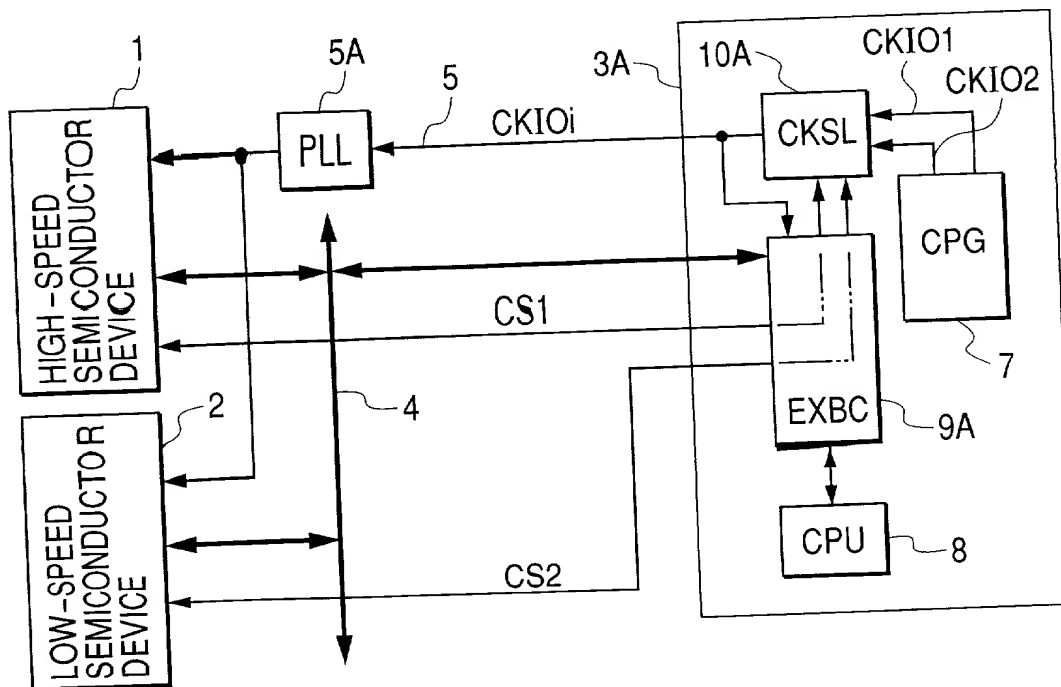 1
5A
10A
CKIO1
3A
CKIO2
5
CKIOi
PLL
CKSL
HIGH-SPEED
SEMICONDUCTOR
DEVICE
CPG
CS1
7
2
4
EXBC
9A
LOW-SPEED
SEMICONDUCTOR
DEVICE
CPU
8
CS2